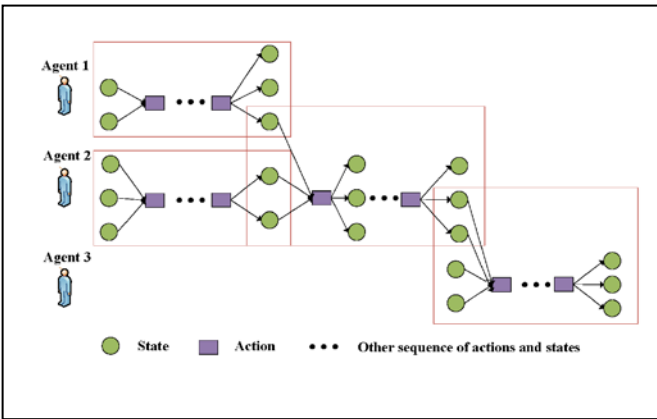 Agent 1
Agent 2
Agent 3
State Action Other sequence of actions and states